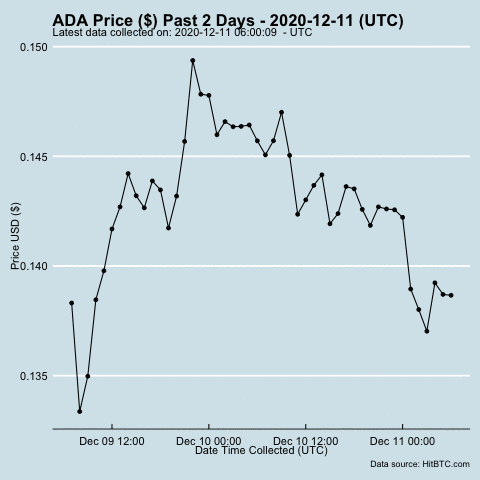 ADA Price ($) Past 2 Days - 2020-12-11 (UTC)
Latest data collected on: 2020-12-11 06:00:09  - UTC
0.150
0.145
0.140
0.135
Price USD ($)
Dec 09 12:00 Dec 10 00:00 Dec 10 12:00 Dec 11 00:00
Date Time Collected (UTC)
Data source: HitBTC.com